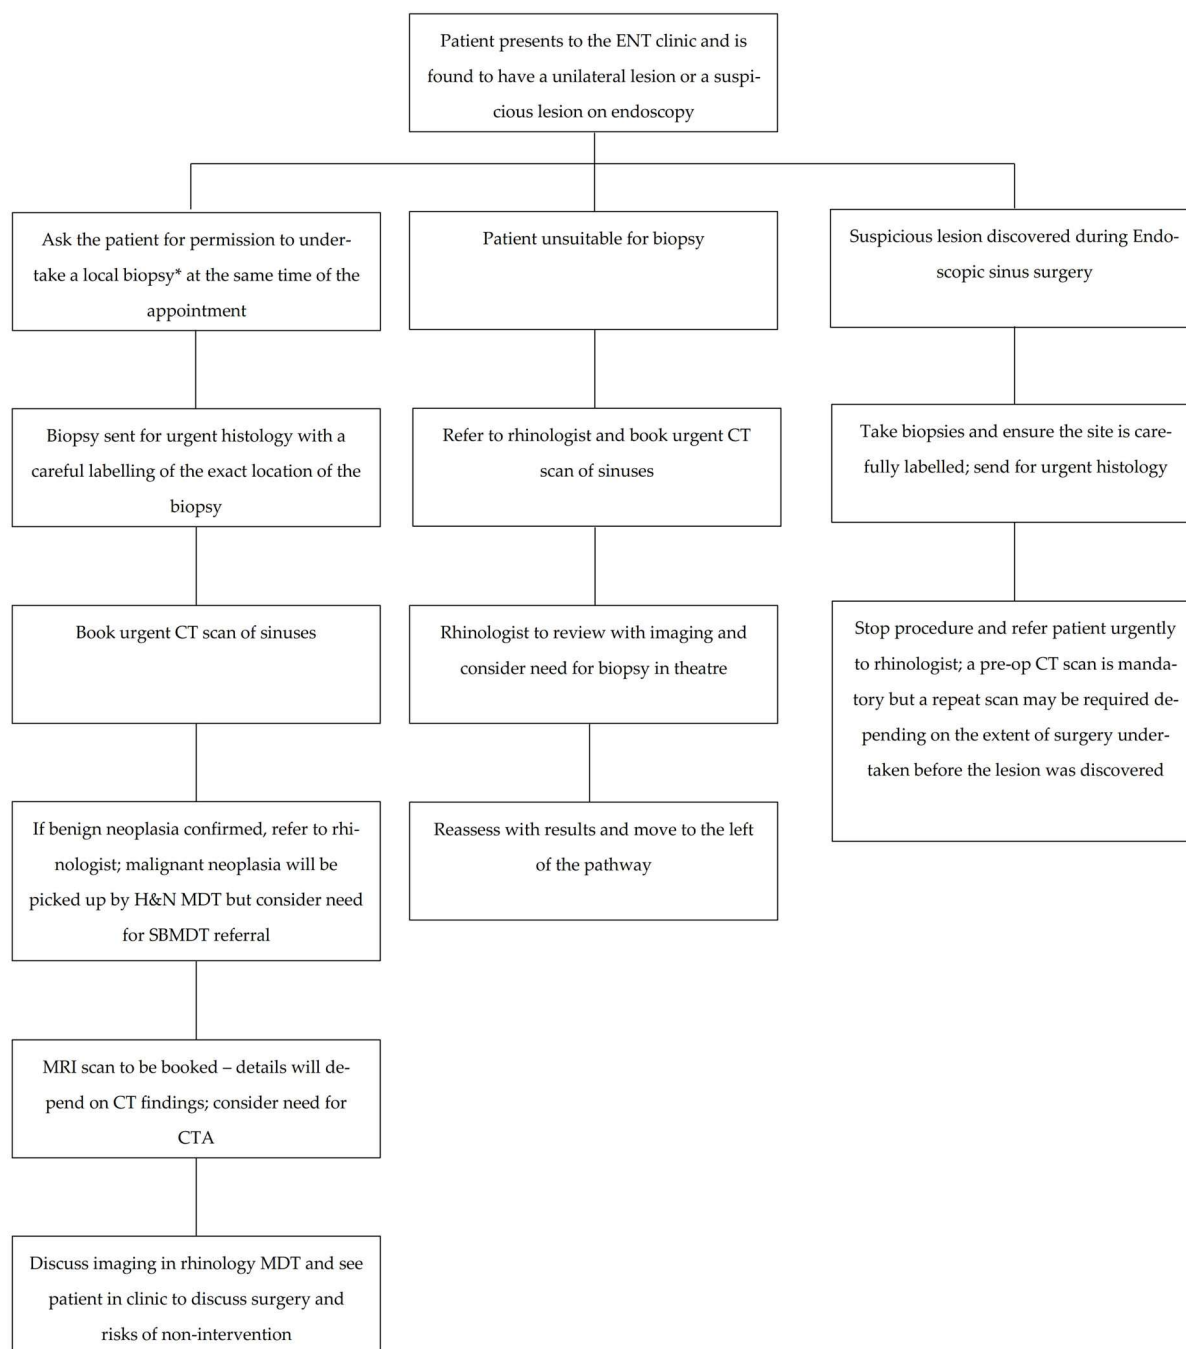 Patient presents to the ENT clinic and is
found to have a unilateral lesion or a suspi-
cious lesion on endoscopy
Ask the patient for permission to under-
take a local biopsy* at the same time of the
appointment
Biopsy sent for urgent histology with a
careful labelling of the exact location of the
biopsy
Book urgent CT scan of sinuses
If benign neoplasia confirmed, refer to rhi-
nologist; malignant neoplasia will be
picked up by H&N MDT but consider need
for SBMDT referral
MRI scan to be booked – details will de-
pend on CT findings; consider need for
CTA
Discuss imaging in rhinology MDT and see
patient in clinic to discuss surgery and
risks of non-intervention
Patient unsuitable for biopsy
Refer to rhinologist and book urgent CT
scan of sinuses
Rhinologist to review with imaging and
consider need for biopsy in theatre
Reassess with results and move to the left
of the pathway
Suspicious lesion discovered during Endo-
scopic sinus surgery
Take biopsies and ensure the site is care-
fully labelled; send for urgent histology
Stop procedure and refer patient urgently
to rhinologist; a pre-op CT scan is manda-
tory but a repeat scan may be required de-
pending on the extent of surgery under-
taken before the lesion was discovered